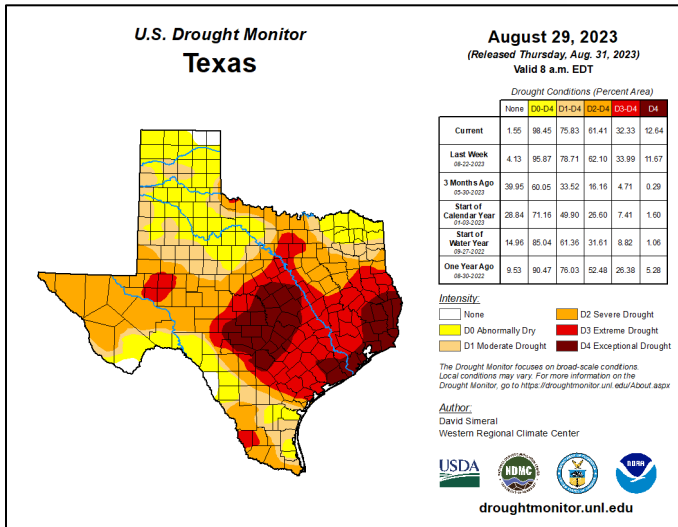 U.S. Drought Monitor
Texas
August 29, 2023
(Released Thursday, Aug. 31, 2023)
Valid 8 a.m. EDT
Drought Conditions (Percent Area)
None D0-D4 D1-D4 D2-D4 D3-D4 D4
Current 1.55 98.45 75.83 61.41 32.33 12.64
Last Week
08-22-2023 4.13 95.87 78.71 62.10 33.99 11.67
3 Months Ago
05-30-2023 39.95 60.05 33.52 16.16 4.71 0.29
Start of
Calendar Year
01-03-2023 28.84 71.16 49.90 26.60 7.41 1.60
Start of
Water Year
09-27-2022 14.96 85.04 61.36 31.61 8.82 1.06
One Year Ago
08-30-2022 9.53 90.47 76.03 52.48 26.38 5.28
Intensity:
None
D0 Abnormally Dry
D1 Moderate Drought
D2 Severe Drought
D3 Extreme Drought
D4 Exceptional Drought
The Drought Monitor focuses on broad-scale conditions.
Local conditions may vary. For more information on the
Drought Monitor, go to https://droughtmonitor.unl.edu/About.aspx
Author:
David Simeral
Western Regional Climate Center
USDA
NDMC
NOAA
droughtmonitor.unl.edu